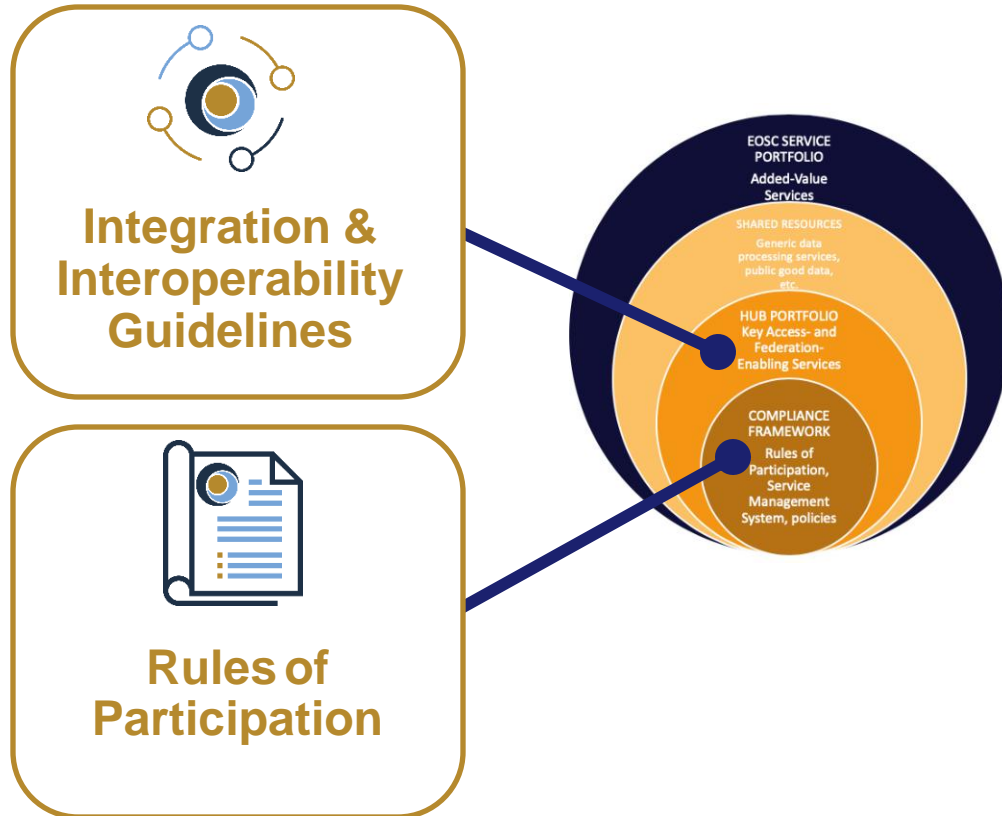 Integration &
Interoperability
Guidelines
Rules of
Participation
EOSC SERVICE
PORTFOLIO
Added-Value
Services
SHARED RESOURCES
Generic data
processing services,
public good data,
etc.
HUB PORTFOLIO
Key Access- and
Federation-
Enabling Services
COMPLIANCE
FRAMEWORK
Rules of
Participation,
Service
Management
System, policies